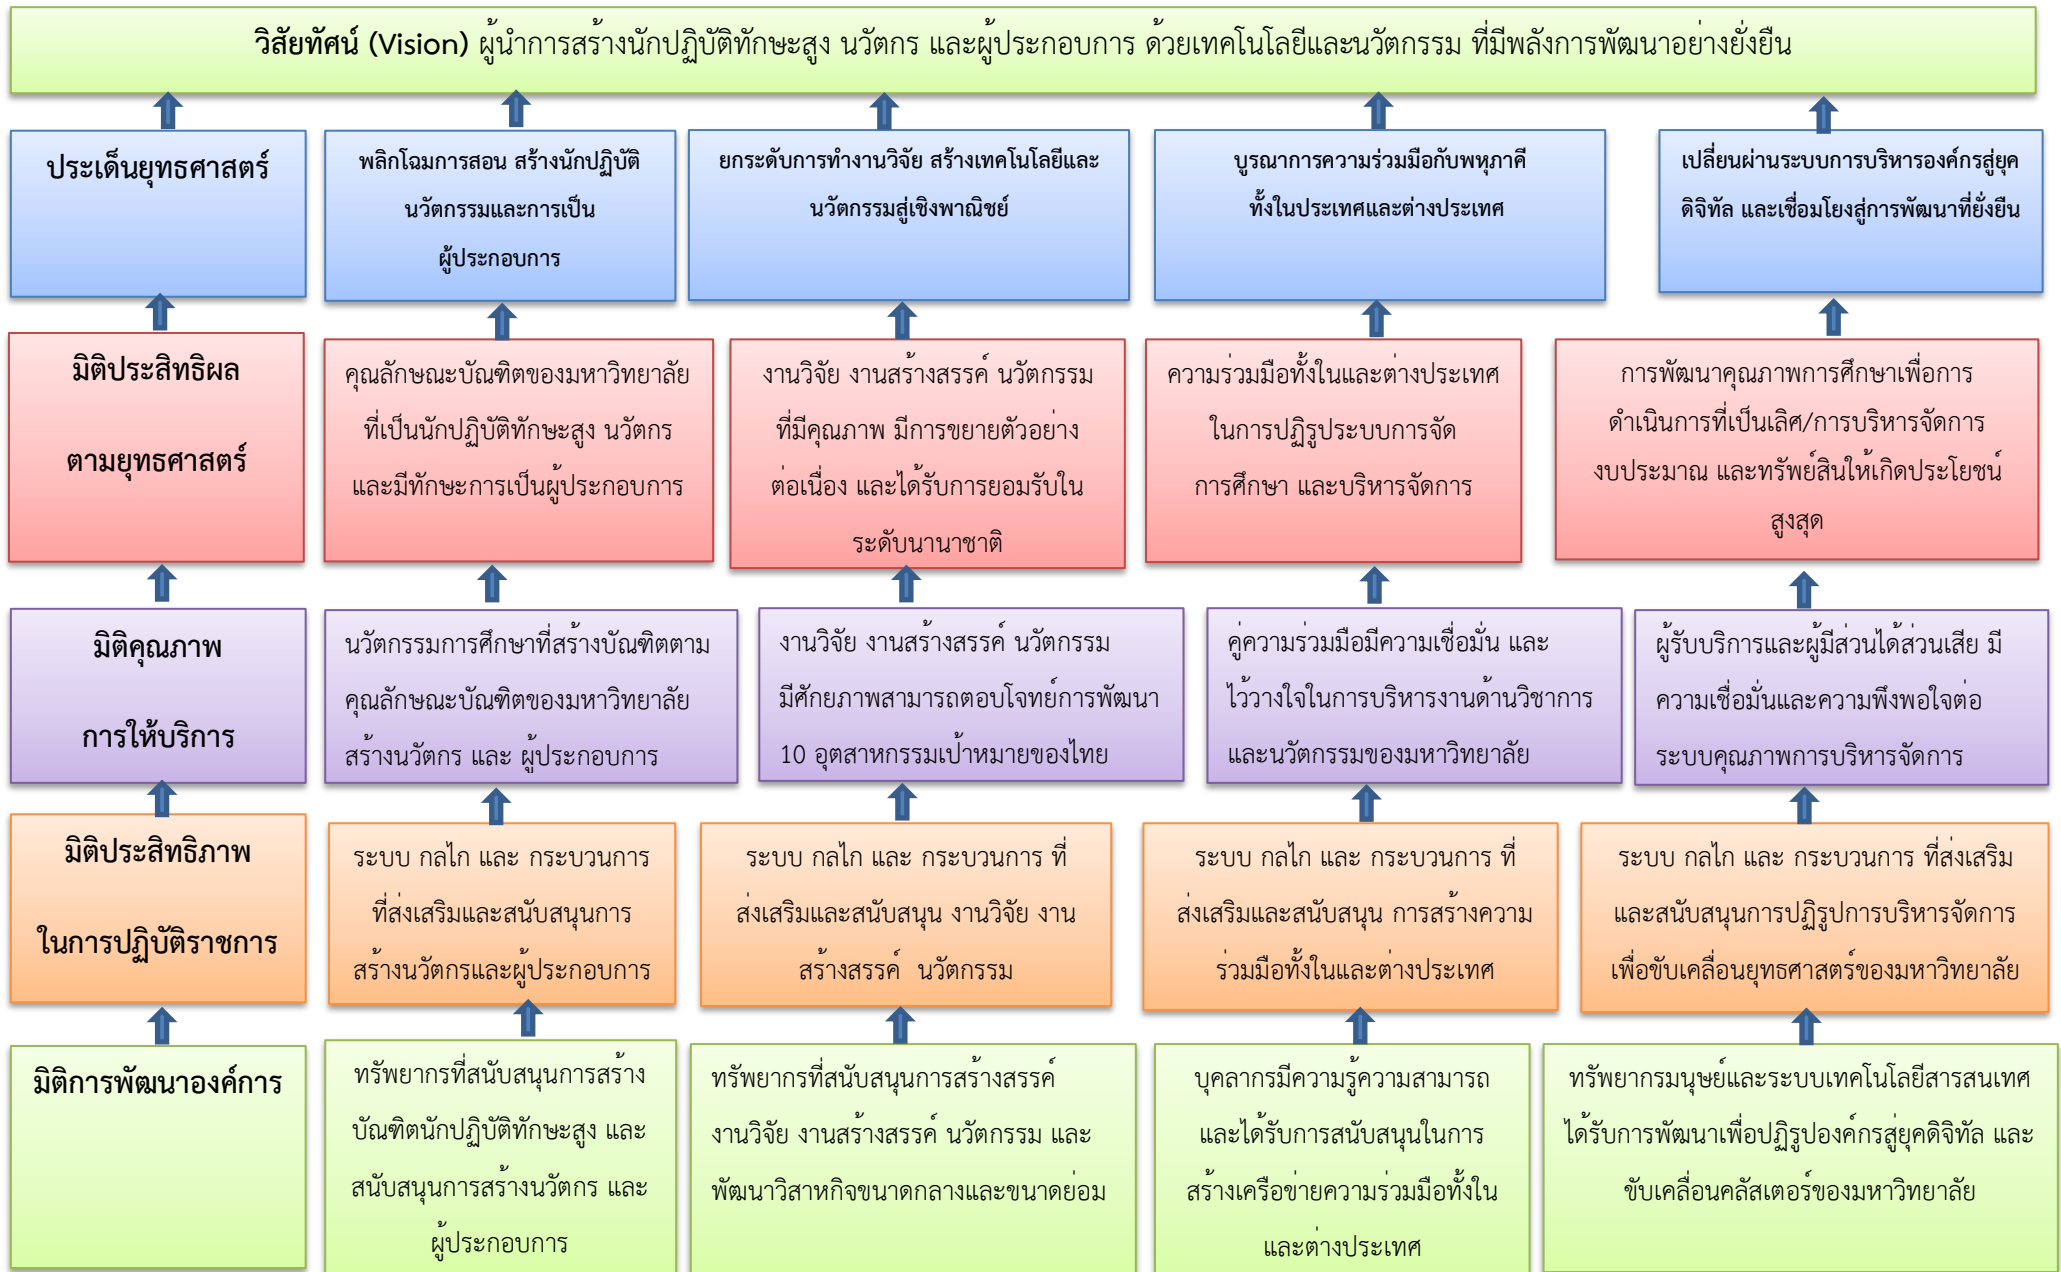 วิสัยทัศน์ (Vision) ผู้นำการสร้างนักปฏิบัติทักษะสูง นวัตกร และผู้ประกอบการ ด้วยเทคโนโลยีและนวัตกรรม ที่มีพลังการพัฒนาอย่างยั่งยืน
ประเด็นยุทธศาสตร์
พลิกโฉมการสอน สร้างนักปฏิบัติ
นวัตกรรมและการเป็น
ผู้ประกอบการ
ยกระดับการทำงานวิจัย สร้างเทคโนโลยีและ
นวัตกรรมสู่เชิงพาณิชย์
บูรณาการความร่วมมือกับพหุภาคี
ทั้งในประเทศและต่างประเทศ
เปลี่ยนผ่านระบบการบริหารองค์กรสู่ยุค
ดิจิทัล และเชื่อมโยงสู่การพัฒนาที่ยั่งยืน
มิติประสิทธิผล
ตามยุทธศาสตร์
คุณลักษณะบัณฑิตของมหาวิทยาลัย
ที่เป็นนักปฏิบัติทักษะสูง นวัตกร
และมีทักษะการเป็นผู้ประกอบการ
งานวิจัย งานสร้างสรรค์ นวัตกรรม
ที่มีคุณภาพ มีการขยายตัวอย่าง
ต่อเนื่อง และได้รับการยอมรับใน
ระดับนานาชาติ
ความร่วมมือทั้งในและต่างประเทศ
ในการปฏิรูประบบการจัด
การศึกษา และบริหารจัดการ
การพัฒนาคุณภาพการศึกษาเพื่อการ
ดำเนินการที่เป็นเลิศ/การบริหารจัดการ
งบประมาณ และทรัพย์สินให้เกิดประโยชน์
สูงสุด
มิติคุณภาพ
การให้บริการ
นวัตกรรมการศึกษาที่สร้างบัณฑิตตาม
คุณลักษณะบัณฑิตของมหาวิทยาลัย
สร้างนวัตกร และ ผู้ประกอบการ
งานวิจัย งานสร้างสรรค์ นวัตกรรม
มีศักยภาพสามารถตอบโจทย์การพัฒนา
10 อุตสาหกรรมเป้าหมายของไทย
คู่ความร่วมมือมีความเชื่อมั่น และ
ไว้วางใจในการบริหารงานด้านวิชาการ
และนวัตกรรมของมหาวิทยาลัย
ผู้รับบริการและผู้มีส่วนได้ส่วนเสีย มี
ความเชื่อมั่นและความพึงพอใจต่อ
ระบบคุณภาพการบริหารจัดการ
มิติประสิทธิภาพ
ในการปฏิบัติราชการ
ระบบ กลไก และ กระบวนการ
ที่ส่งเสริมและสนับสนุนการ
สร้างนวัตกรและผู้ประกอบการ
ระบบ กลไก และ กระบวนการ ที่
ส่งเสริมและสนับสนุน งานวิจัย งาน
สร้างสรรค์ นวัตกรรม
ระบบ กลไก และ กระบวนการ ที่
ส่งเสริมและสนับสนุน การสร้างความ
ร่วมมือทั้งในและต่างประเทศ
ระบบ กลไก และ กระบวนการ ที่ส่งเสริม
และสนับสนุนการปฏิรูปการบริหารจัดการ
เพื่อขับเคลื่อนยุทธศาสตร์ของมหาวิทยาลัย
มิติการพัฒนาองค์การ
ทรัพยากรที่สนับสนุนการสร้าง
บัณฑิตนักปฏิบัติทักษะสูง และ
สนับสนุนการสร้างนวัตกร และ
ผู้ประกอบการ
ทรัพยากรที่สนับสนุนการสร้างสรรค์
งานวิจัย งานสร้างสรรค์ นวัตกรรม และ
พัฒนาวิสาหกิจขนาดกลางและขนาดย่อม
บุคลากรมีความรู้ความสามารถ
และได้รับการสนับสนุนในการ
สร้างเครือข่ายความร่วมมือทั้งใน
และต่างประเทศ
ทรัพยากรมนุษย์และระบบเทคโนโลยีสารสนเทศ
ได้รับการพัฒนาเพื่อปฏิรูปองค์กรสู่ยุคดิจิทัล และ
ขับเคลื่อนคลัสเตอร์ของมหาวิทยาลัย